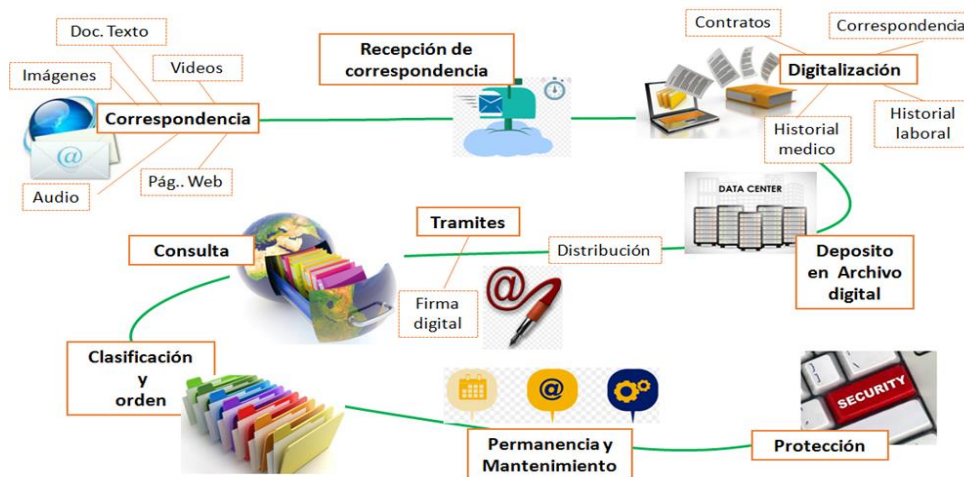 Doc. Texto
Imágenes
Videos
Correspondencia
Audio
Pág.. Web
Recepción de
correspondencia
Contratos
Correspondencia
Digitalización
Historial
medico
Historial
laboral
DATA CENTER
Deposito
en Archivo
digital
Distribución
Tramites
Firma
digital
Consulta
Clasificación
y
orden
Permanencia y
Mantenimiento
SECURITY
Protección